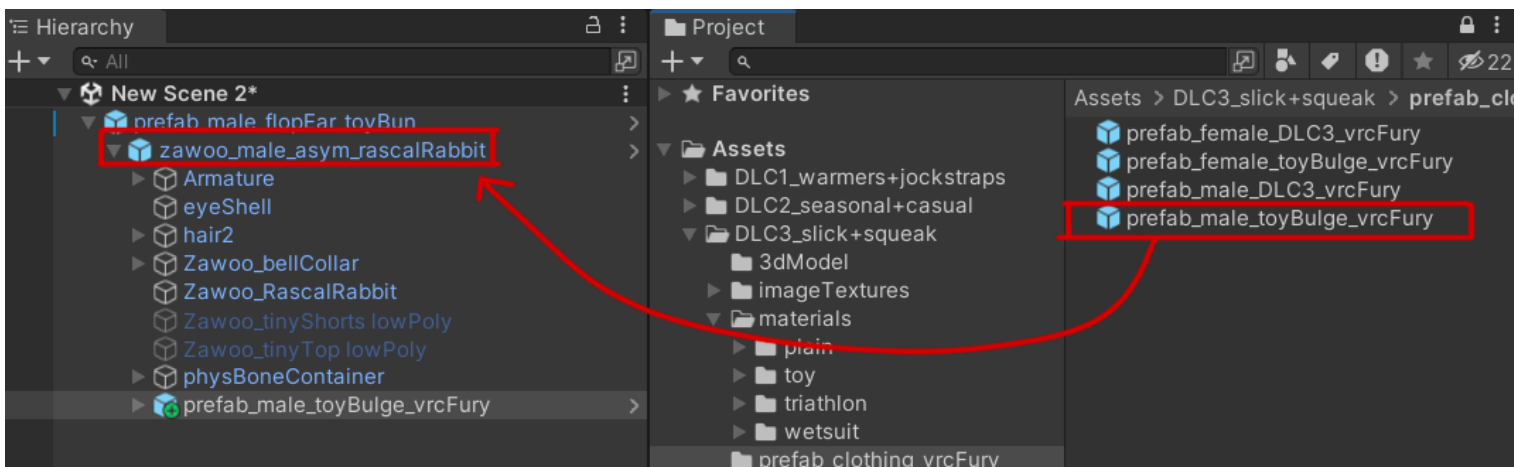 Hierarchy
All
New Scene 2*
prefab_male_flopEar_toyBun
zawoo_male_asym_rascalRabbit
Armature
eyeShell
hair2
Zawoo_bellCollar
Zawoo_RascalRabbit
Zawoo_tinyShorts lowPoly
Zawoo_tinyTop lowPoly
physBoneContainer
prefab_male_toyBulge_vrcFury
Project
22
Favorites
Assets
DLC1_warmers+jockstraps
DLC2_seasonal+casual
DLC3_slick+squeak
3dModel
imageTextures
materials
plain
toy
triathlon
wetsuit
prefab_clothing_vrcFury
Assets > DLC3_slick+squeak > prefab_clo
prefab_female_DLC3_vrcFury
prefab_female_toyBulge_vrcFury
prefab_male_DLC3_vrcFury
prefab_male_toyBulge_vrcFury